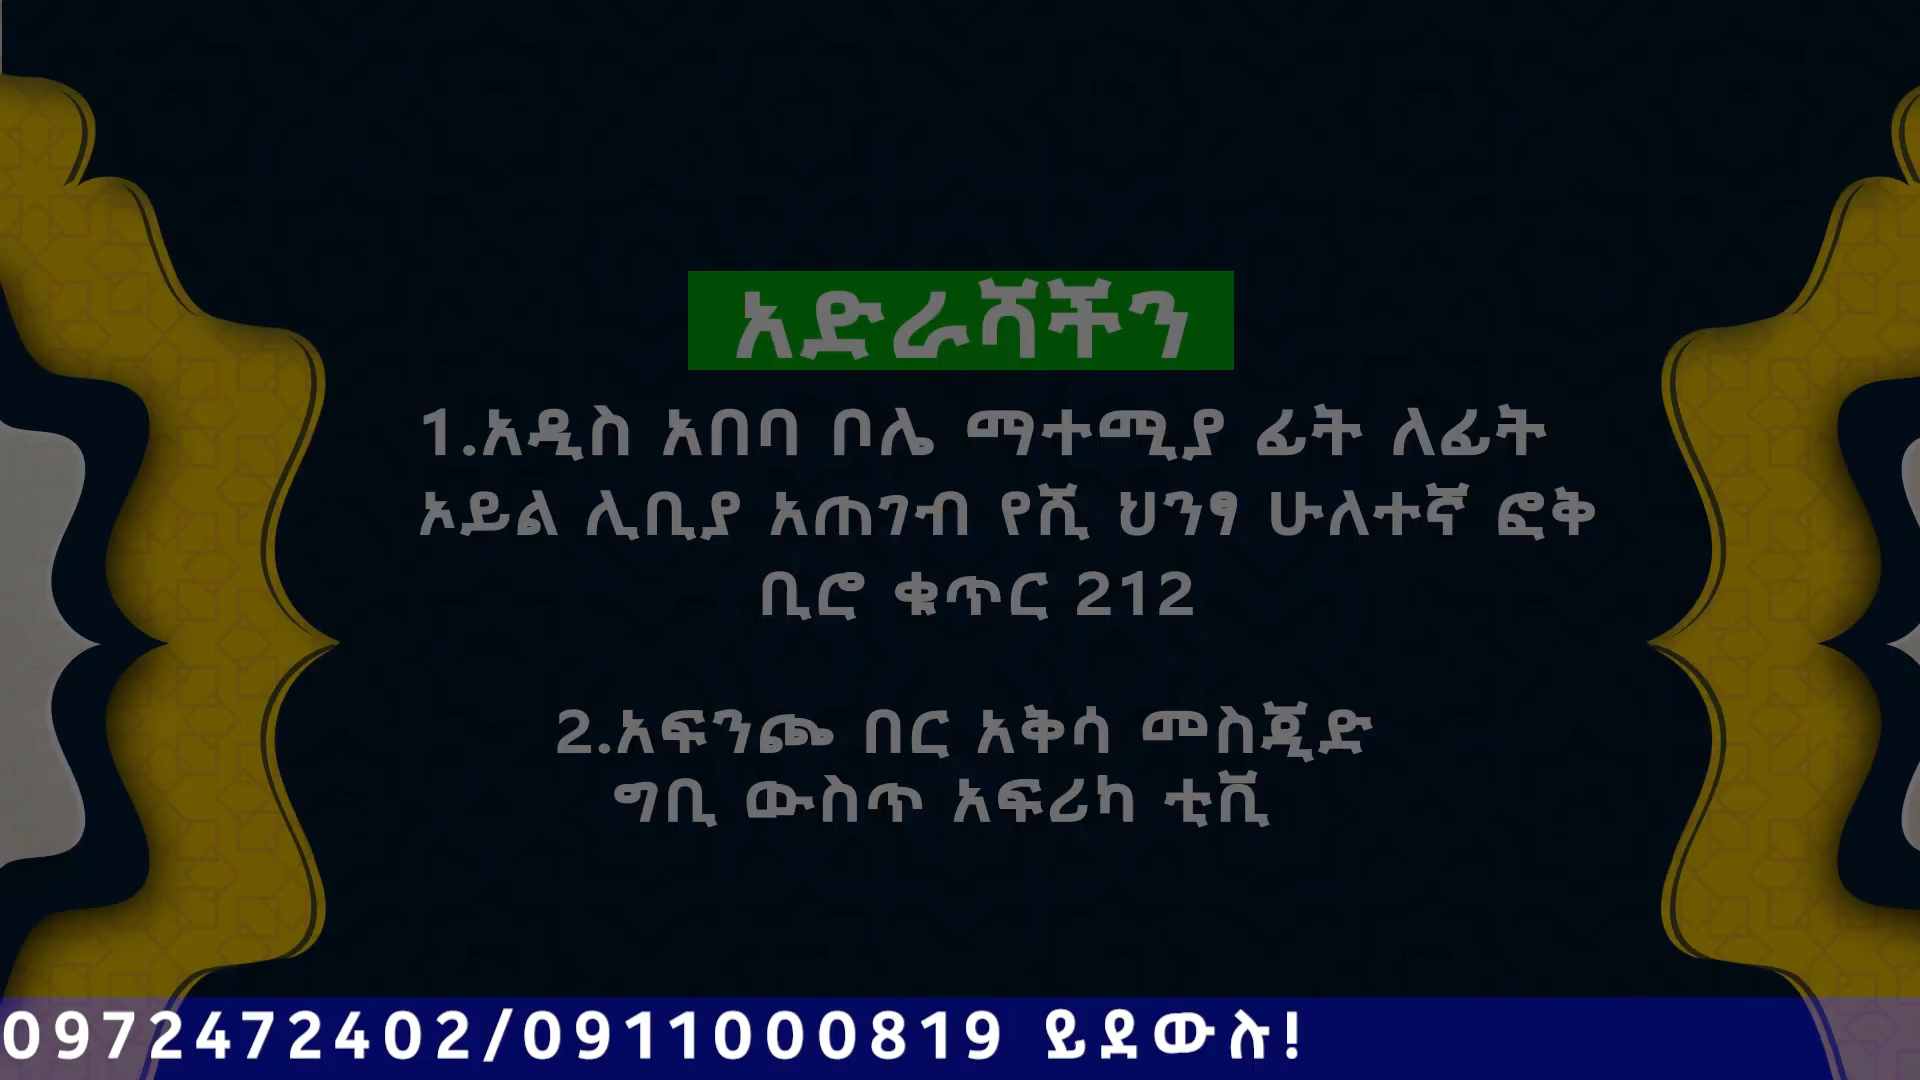 አድራሻችን
1.አዲስ አበባ ቦሌ ማተሚያ ፊት ለፊት
ኦይል ሊቢያ አጠገብ የሺ ህንፃ ሁለተኛ ፎቅ
ቢሮ ቁጥር 212
2.አፍንጮ በር አቅሳ መስጂድ
ግቢ ውስጥ አፍሪካ ቲቪ
0972472402/0911000819 ይደውሉ!